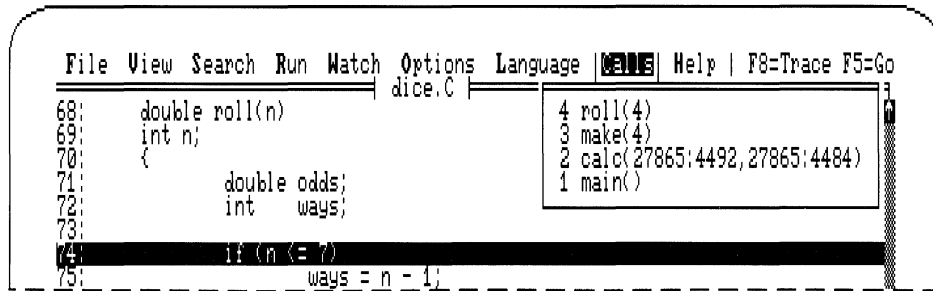 File View Search Run Watch Options Language Calls Help | F8=Trace F5=Go
dice.C
68: double roll(n)
69: int n;
70: {
71: double odds;
72: int ways;
73:
74: if (n <= 7)
75: ways = n - 1;
4 roll(4)
3 make(4)
2 calc(27865:4492,27865:4484)
1 main()